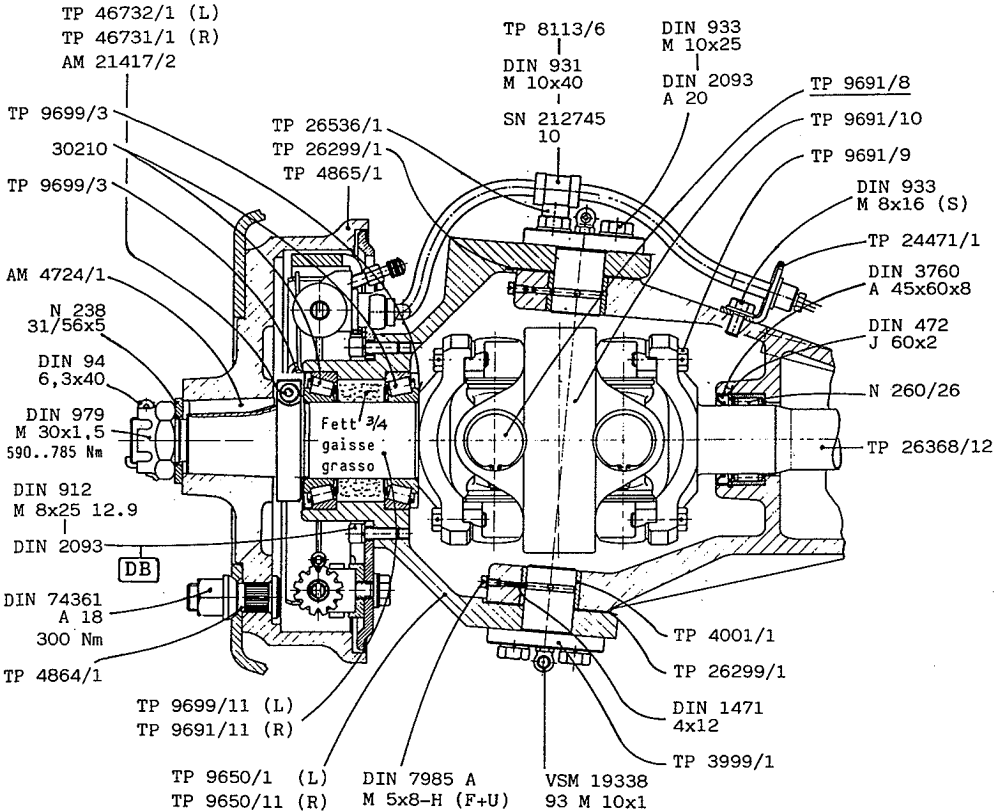 TP 46732/1 (L)
TP 46731/1 (R)
AM 21417/2
TP 9699/3
30210
TP 9699/3
AM 4724/1
N 238
31/56x5
DIN 94
6,3x40
DIN 979
M 30x1.5
590..785 Nm
DIN 912
M 8x25 12.9
DIN 2093
DB
DIN 74361
A 18
300 Nm
TP 4864/1
TP 26536/1
TP 26299/1
TP 4865/1
TP 8113/6
DIN 931
M 10x40
SN 212745
10
DIN 933
M 10x25
DIN 2093
A 20
TP 9691/8
TP 9691/10
TP 9691/9
DIN 933
M 8x16 (S)
TP 24471/1
DIN 3760
A 45x60x8
DIN 472
J 60x2
N 260/26
TP 26368/12
Fett 3/4
gaisse
grasso
TP 4001/1
TP 26299/1
DIN 1471
4x12
TP 3999/1
TP 9699/11 (L)
TP 9691/11 (R)
TP 9650/1 (L)
TP 9650/11 (R)
DIN 7985 A
M 5x8-H (F+U)
VSM 19338
93 M 10x1